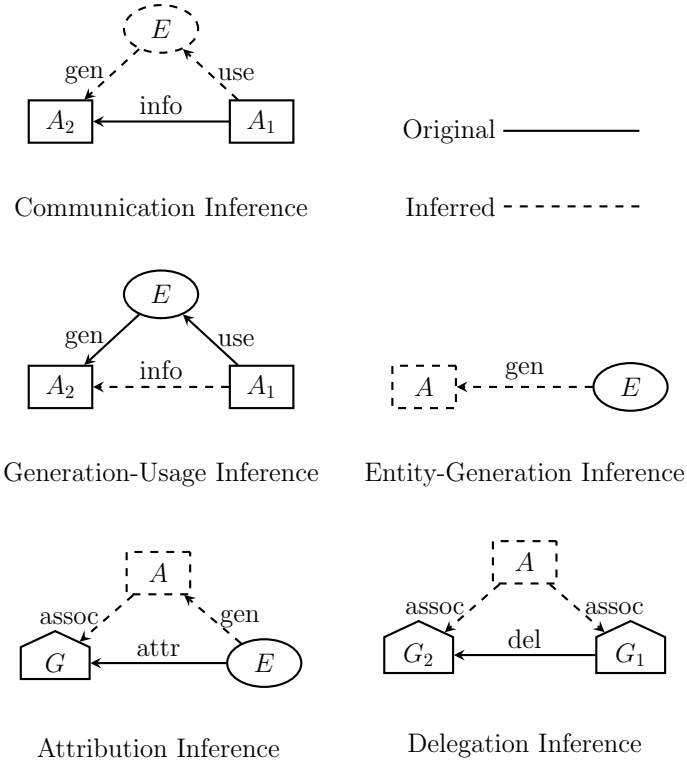 E
gen
use
info
A₂
A₁
Original
Communication Inference
Inferred
E
gen
use
info
A₂
A₁
gen
A
E
Generation-Usage Inference
Entity-Generation Inference
A
assoc
gen
attr
G
E
A
assoc
assoc
del
G₂
G₁
Attribution Inference
Delegation Inference